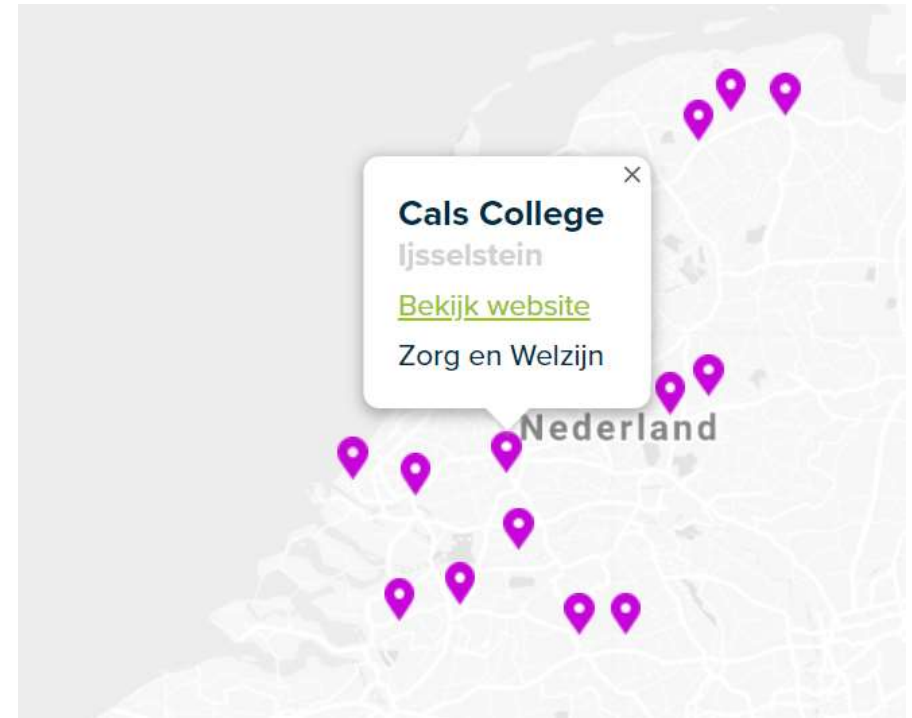 Cals College
Ijsselstein
Bekijk website
Zorg en Welzijn
Nederland